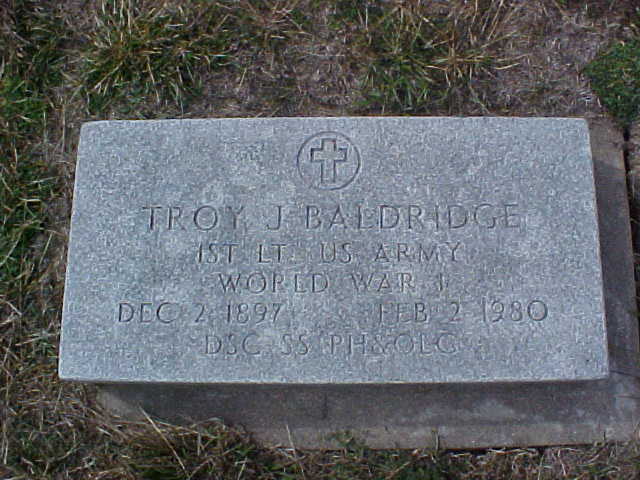 TROY J BALDRIDGE
1ST LT US ARMY
WORLD WAR I
DEC 2 1897 FEB 2 1980
DSC SS PH&OLC